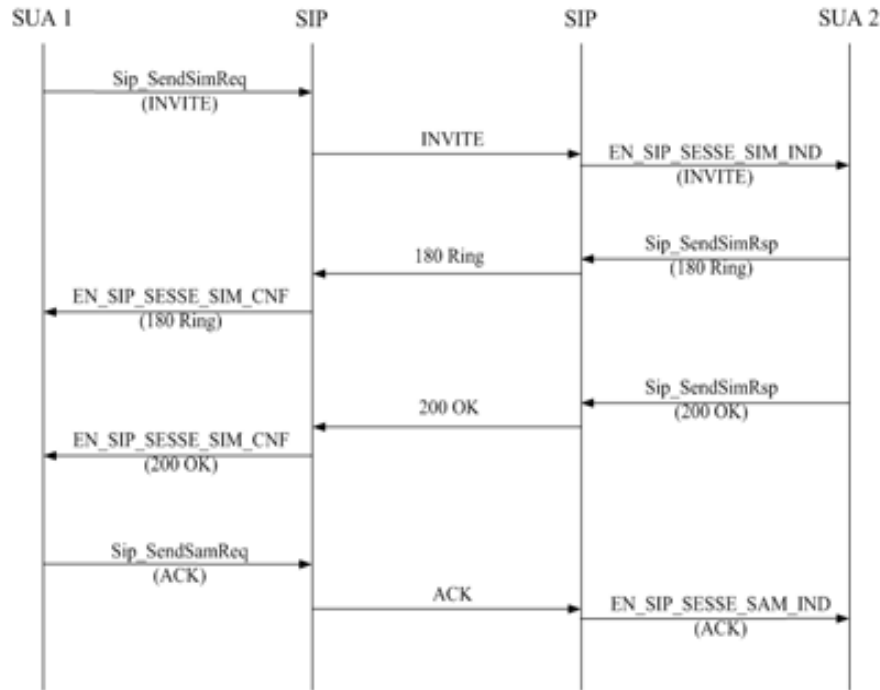 SUA 1
SIP
SIP
SUA 2
Sip_SendSimReq
(INVITE)
INVITE
EN_SIP_SESSE_SIM_IND
(INVITE)
Sip_SendSimRsp
(180 Ring)
180 Ring
EN_SIP_SESSE_SIM_CNF
(180 Ring)
Sip_SendSimRsp
(200 OK)
200 OK
EN_SIP_SESSE_SIM_CNF
(200 OK)
Sip_SendSamReq
(ACK)
ACK
EN_SIP_SESSE_SAM_IND
(ACK)